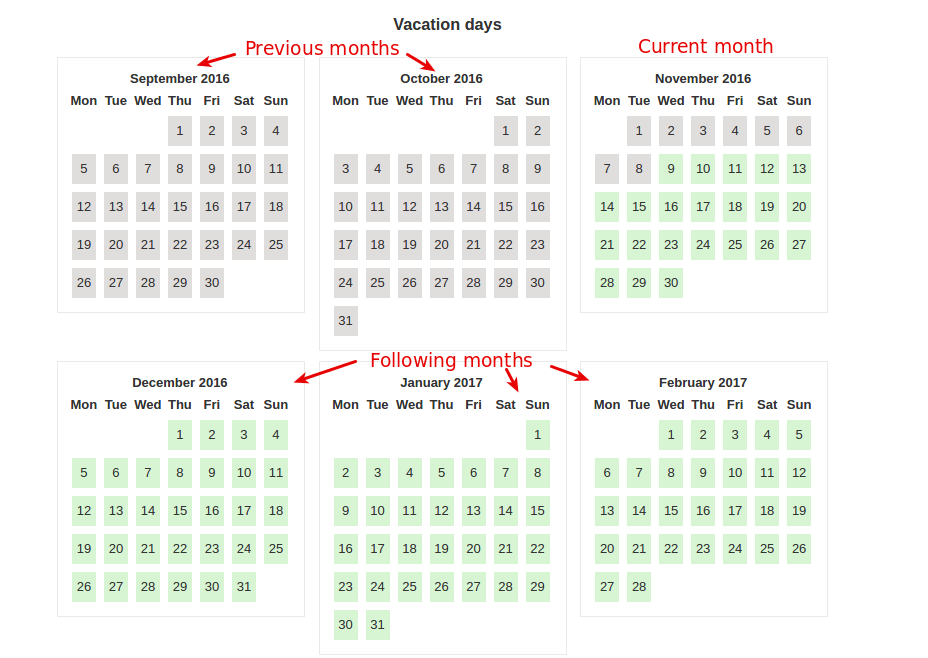 Vacation days
Previous months
Current month
September 2016
Mon Tue Wed Thu Fri Sat Sun
1 2 3 4
5 6 7 8 9 10 11
12 13 14 15 16 17 18
19 20 21 22 23 24 25
26 27 28 29 30
October 2016
Mon Tue Wed Thu Fri Sat Sun
1 2
3 4 5 6 7 8 9
10 11 12 13 14 15 16
17 18 19 20 21 22 23
24 25 26 27 28 29 30
31
November 2016
Mon Tue Wed Thu Fri Sat Sun
1 2 3 4 5 6
7 8 9 10 11 12 13
14 15 16 17 18 19 20
21 22 23 24 25 26 27
28 29 30
Following months
December 2016
Mon Tue Wed Thu Fri Sat Sun
1 2 3 4
5 6 7 8 9 10 11
12 13 14 15 16 17 18
19 20 21 22 23 24 25
26 27 28 29 30 31
January 2017
Mon Tue Wed Thu Fri Sat Sun
1
2 3 4 5 6 7 8
9 10 11 12 13 14 15
16 17 18 19 20 21 22
23 24 25 26 27 28 29
30 31
February 2017
Mon Tue Wed Thu Fri Sat Sun
1 2 3 4 5
6 7 8 9 10 11 12
13 14 15 16 17 18 19
20 21 22 23 24 25 26
27 28